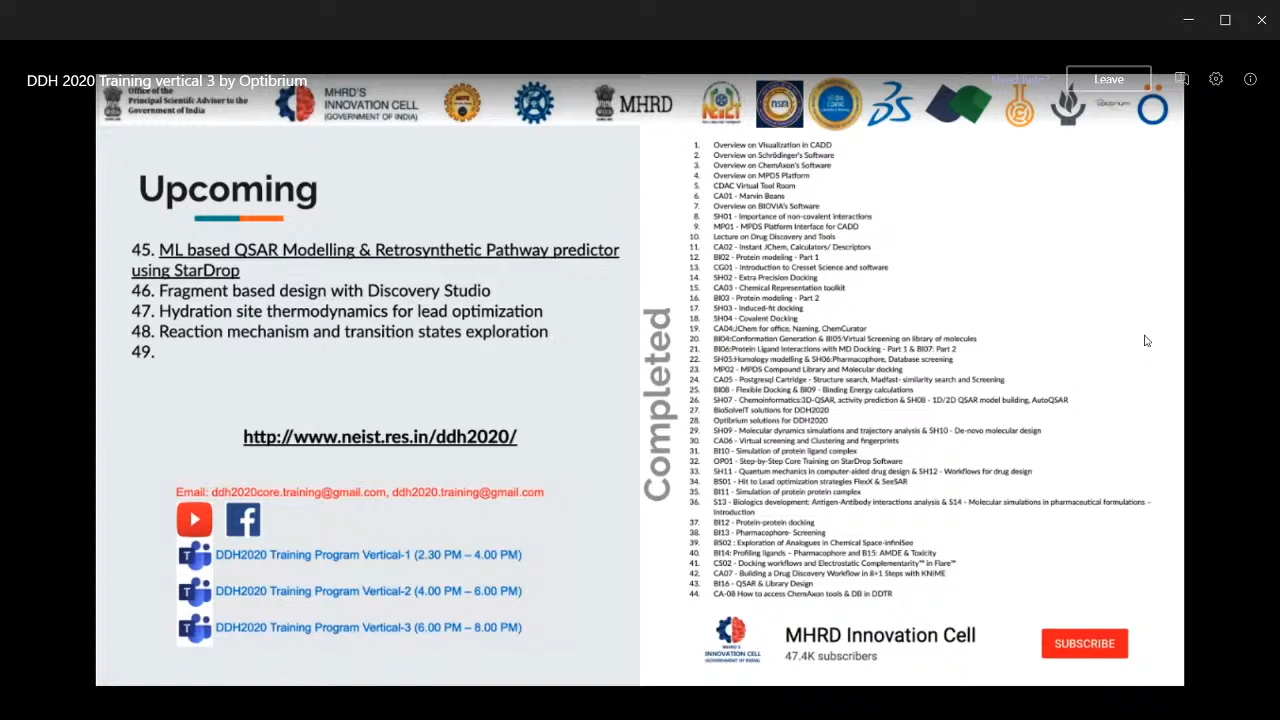 DDH 2020 Training vertical 3 by Optibrium
Need help?
Leave
Office of the
Principal Scientific Adviser to the
Government of India
MHRD'S
INNOVATION CELL
(GOVERNMENT OF INDIA)
MHRD
Upcoming
45. ML based QSAR Modelling & Retrosynthetic Pathway predictor
using StarDrop
46. Fragment based design with Discovery Studio
47. Hydration site thermodynamics for lead optimization
48. Reaction mechanism and transition states exploration
49.
http://www.neist.res.in/ddh2020/
Email: ddh2020core.training@gmail.com, ddh2020.training@gmail.com
DDH2020 Training Program Vertical-1 (2.30 PM – 4.00 PM)
DDH2020 Training Program Vertical-2 (4.00 PM – 6.00 PM)
DDH2020 Training Program Vertical-3 (6.00 PM – 8.00 PM)
Completed
1. Overview on Visualization in CADD
2. Overview on Schrödinger's Software
3. Overview on ChemAxon's Software
4. Overview on MPDS Platform
5. CDAC Virtual Tool Room
6. CA01 - Marvin Beans
7. Overview on BIOVIA's Software
8. SH01 - Importance of non-covalent interactions
9. MP01 - MPDS Platform Interface for CADD
10. Lecture on Drug Discovery and Tools
11. CA02 - Instant JChem, Calculators/ Descriptors
12. BI02 - Protein modeling - Part 1
13. CG01 - Introduction to Cresset Science and software
14. SH02 - Extra Precision Docking
15. CA03 - Chemical Representation toolkit
16. BI03 - Protein modeling - Part 2
17. SH03 - Induced-fit docking
18. SH04 - Covalent Docking
19. CA04:JChem for office, Naming, ChemCurator
20. BI04:Conformation Generation & BI05:Virtual Screening on library of molecules
21. BI06:Protein Ligand Interactions with MD Docking - Part 1 & BI07: Part 2
22. SH05:Homology modelling & SH06:Pharmacophore, Database screening
23. MP02 - MPDS Compound Library and Molecular docking
24. CA05 - Postgresql Cartridge - Structure search, Madfast- similarity search and Screening
25. BI08 - Flexible Docking & BI09 - Binding Energy calculations
26. SH07 - Chemoinformatics:3D-QSAR, activity prediction & SH08 - 1D/2D QSAR model building, AutoQSAR
27. BioSolveIT solutions for DDH2020
28. Optibrium solutions for DDH2020
29. SH09 - Molecular dynamics simulations and trajectory analysis & SH10 - De-novo molecular design
30. CA06 - Virtual screening and Clustering and fingerprints
31. BI10 - Simulation of protein ligand complex
32. OP01 - Step-by-Step Core Training on StarDrop Software
33. SH11 - Quantum mechanics in computer-aided drug design & SH12 - Workflows for drug design
34. BS01 - Hit to Lead optimization strategies FlexX & SeeSAR
35. BI11 - Simulation of protein protein complex
36. S13 - Biologics development: Antigen-Antibody interactions analysis & S14 - Molecular simulations in pharmaceutical formulations –
Introduction
37. BI12 - Protein-protein docking
38. BI13 - Pharmacophore- Screening
39. BS02 : Exploration of Analogues in Chemical Space-infiniSee
40. BI14: Profiling ligands – Pharmacophore and B15: AMDE & Toxicity
41. CS02 - Docking workflows and Electrostatic Complementarity™ in Flare™
42. CA07 - Building a Drug Discovery Workflow in 8+1 Steps with KNIME
43. BI16 - QSAR & Library Design
44. CA-08 How to access ChemAxon tools & DB in DDTR
MHRD'S
INNOVATION CELL
(GOVERNMENT OF INDIA)
MHRD Innovation Cell
47.4K subscribers
SUBSCRIBE